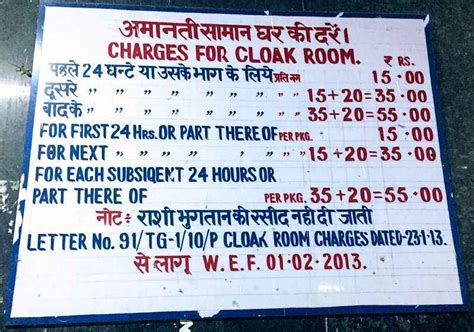 अमानती सामान घर की दरें।
CHARGES FOR CLOAK ROOM. ₹ RS.
पहले 24 घन्टे या उसके भाग के लिये प्रति नग 15.00
दूसरे " " " " " 15+20=35.00
बादके " " " " " 35+20=55.00
FOR FIRST 24 HRS. OR PART THERE OF PER PKG. 15.00
FOR NEXT " " " " " 15+20=35.00
FOR EACH SUBSIQENT 24 HOURS OR
PART THERE OF PER PKG. 35+20=55.00
नोट:- राशी भुगतान की रसीद नही दी जाती
LETTER No. 91/TG-1/10/P CLOAK ROOM CHARGES DATED-23·1·13.
से लागू W.E.F. 01·02·2013.